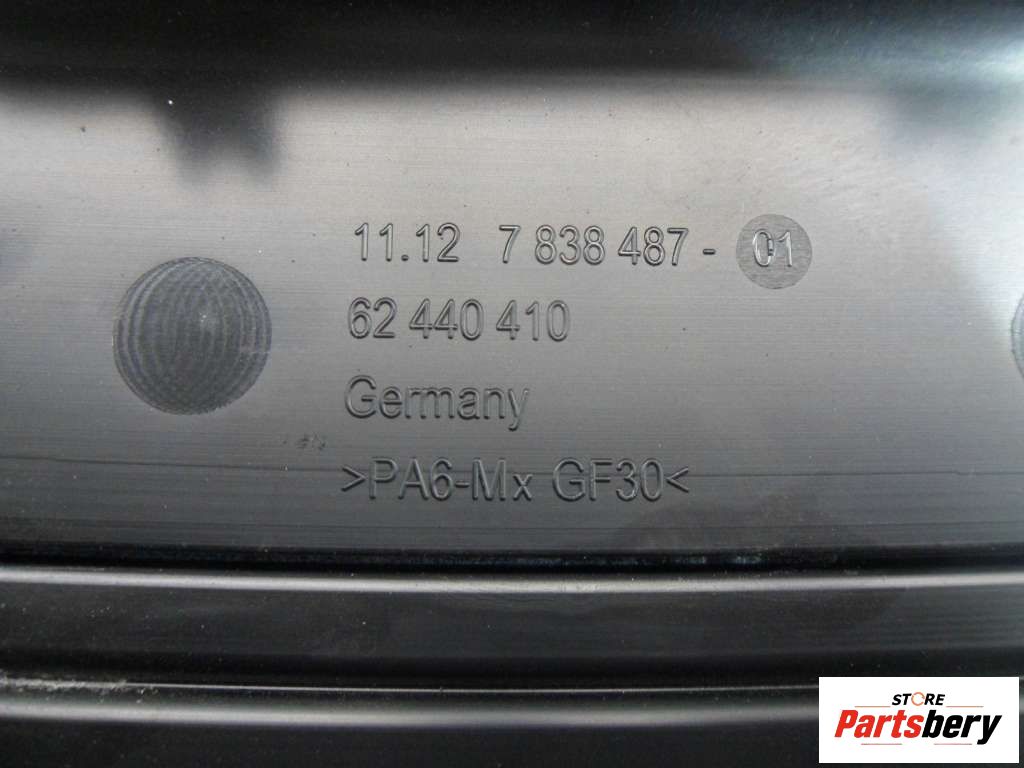 11.12 7 838 487- 01
62 440 410
Germany
>PA6-Mx GF30<
STORE
Partsbery